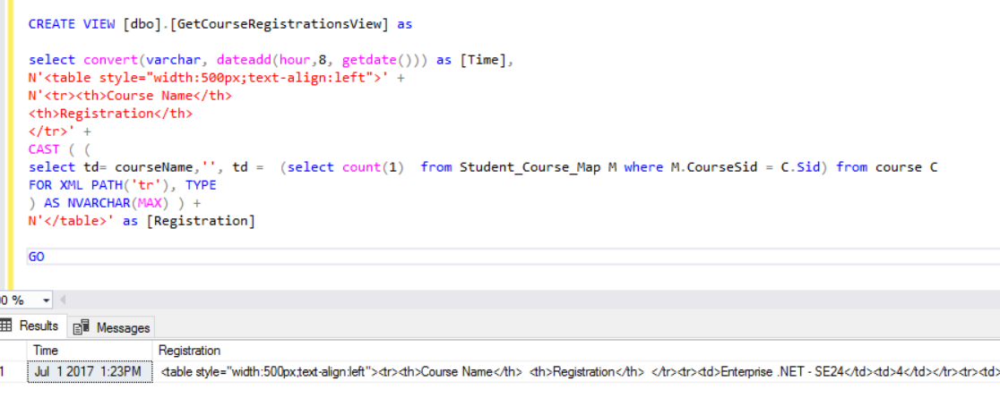 CREATE VIEW [dbo].[GetCourseRegistrationsView] as
select convert(varchar, dateadd(hour,8, getdate())) as [Time],
N'<table style="width:500px;text-align:left">' +
N'<tr><th>Course Name</th>
<th>Registration</th>
</tr>' +
CAST ( (
select td= courseName,'', td =  (select count(1)  from Student_Course_Map M where M.CourseSid = C.Sid) from course C
FOR XML PATH('tr'), TYPE
) AS NVARCHAR(MAX) ) +
N'</table>' as [Registration]
GO
0 %
Results Messages
Time Registration
1 Jul 1 2017 1:23PM <table style="width:500px;text-align:left"><tr><th>Course Name</th> <th>Registration</th> </tr><tr><td>Enterprise .NET - SE24</td><td>4</td></tr><tr><td>